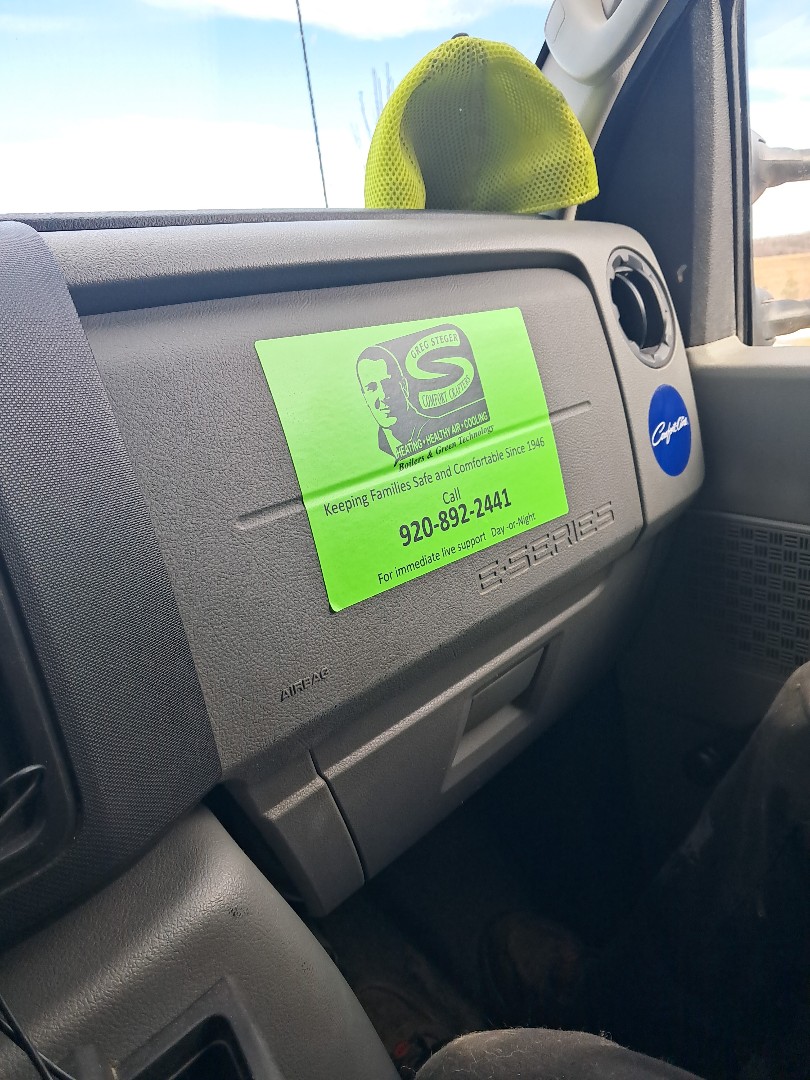 GREG STEGER
S
COMFORT CRAFTERS
HEATING • HEALTHY AIR • COOLING
Boilers & Green Technology
Keeping Families Safe and Comfortable Since 1946
Call
920-892-2441
For immediate live support Day -or-Night
E-SERIES
AIRBAG